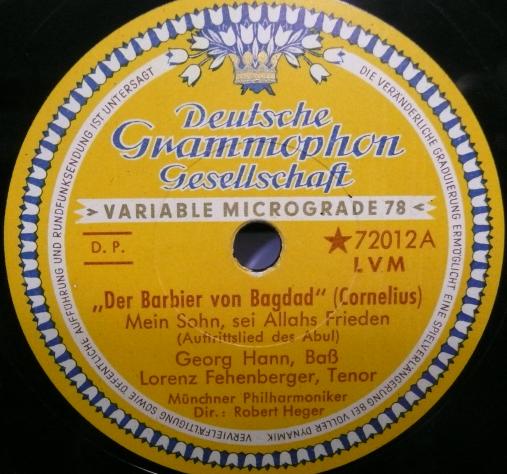 Deutsche
Grammophon
Gesellschaft
VARIABLE MICROGRADE 78
D. P.
★72012 A
LVM
„Der Barbier von Bagdad“ (Cornelius)
Mein Sohn, sei Allahs Frieden
(Auftrittslied des Abul)
Georg Hann, Baß
Lorenz Fehenberger, Tenor
Münchner Philharmoniker
Dir.: Robert Heger
DIE VERÄNDERLICHE GRADUIERUNG ERMÖGLICHT EINE SPIELVERLÄNGERUNG BEI VOLLER DYNAMIK
VERVIELFÄLTIGUNG SOWIE ÖFFENTLICHE AUFFÜHRUNG UND RUNDFUNKSENDUNG IST UNTERSAGT